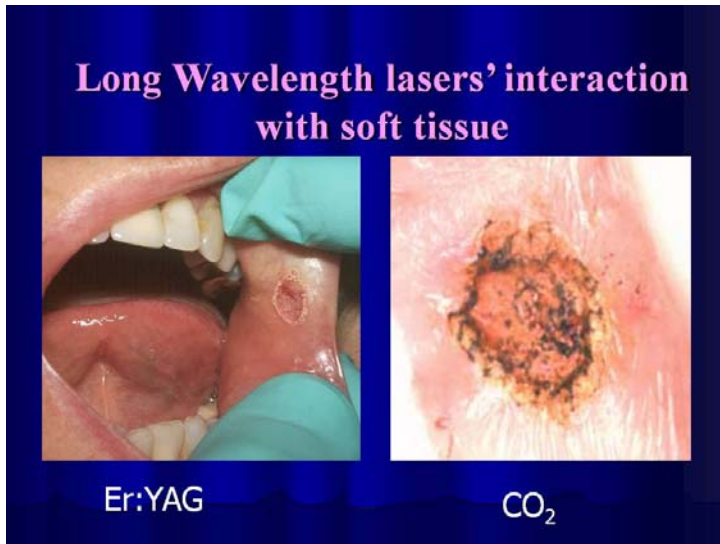 Long Wavelength lasers' interaction
with soft tissue
Er:YAG
CO₂